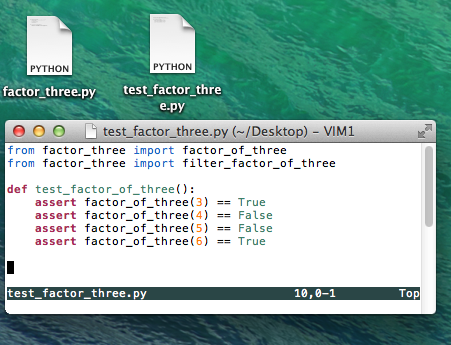 PYTHON
PYTHON
factor_three.py
test_factor_thre
e.py
test_factor_three.py (~/Desktop) – VIM1
from factor_three import factor_of_three
from factor_three import filter_factor_of_three
def test_factor_of_three():
    assert factor_of_three(3) == True
    assert factor_of_three(4) == False
    assert factor_of_three(5) == False
    assert factor_of_three(6) == True
test_factor_three.py 10,0-1 Top